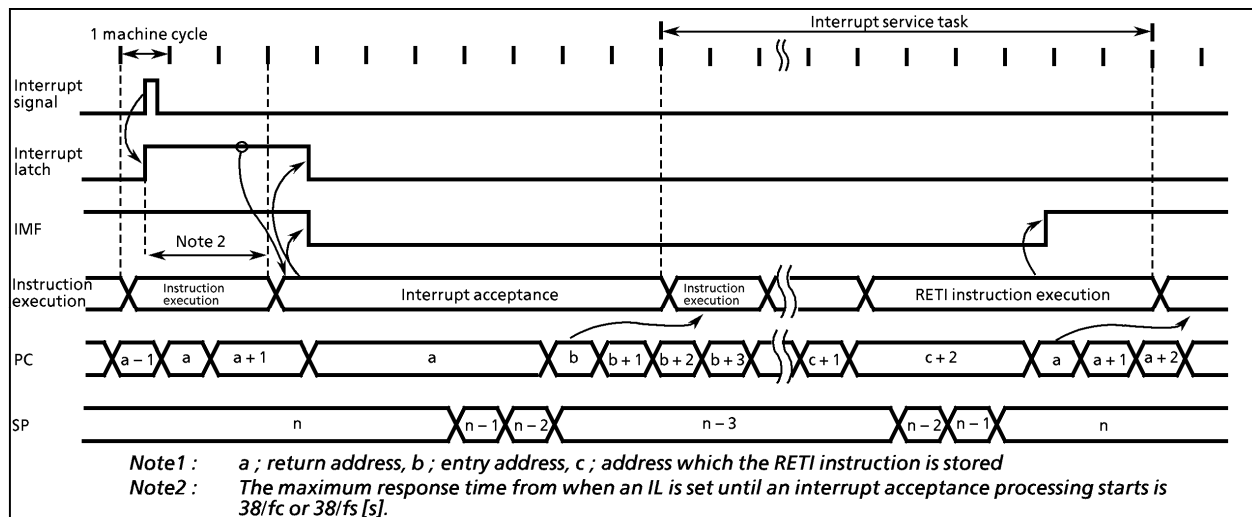 Interrupt service task
1 machine cycle
Interrupt
signal
Interrupt
latch
IMF
Note 2
Instruction
execution
Instruction
execution
Interrupt acceptance
Instruction
execution
RETI instruction execution
PC
a – 1
a
a + 1
a
b
b + 1
b + 2
b + 3
c + 1
c + 2
a
a + 1
a + 2
SP
n
n – 1
n – 2
n – 3
n – 2
n – 1
n
Note1 : a ; return address, b ; entry address, c ; address which the RETI instruction is stored
Note2 : The maximum response time from when an IL is set until an interrupt acceptance processing starts is
38/fc or 38/fs [s].